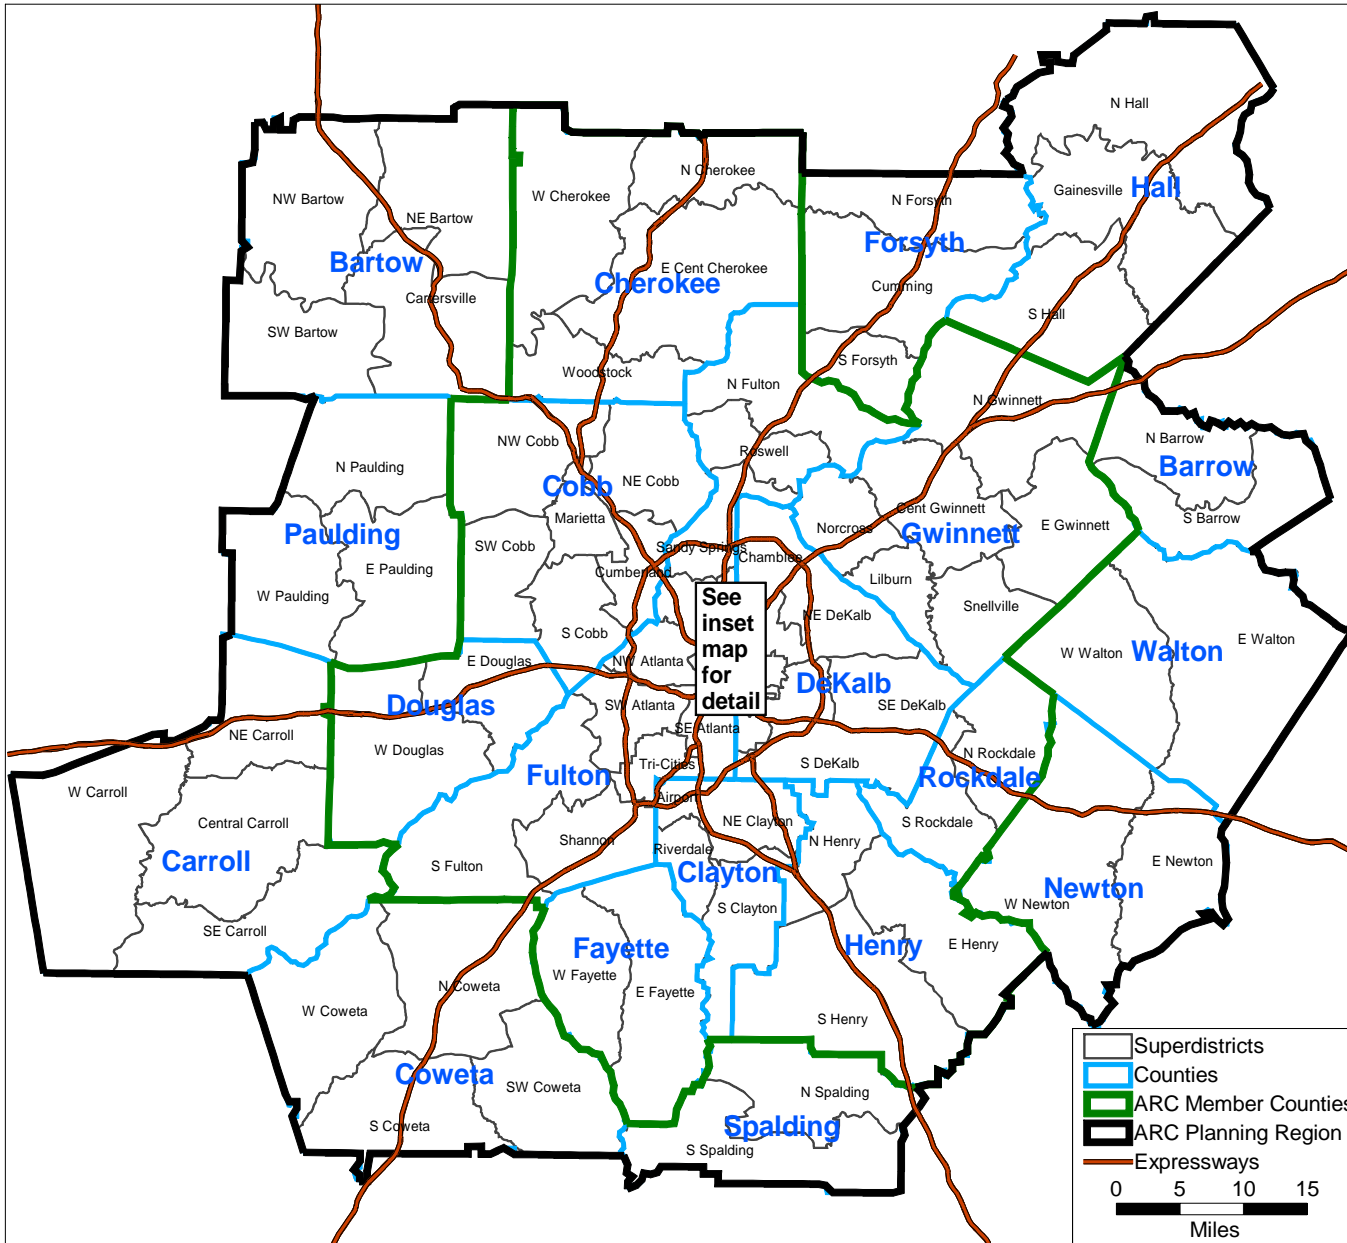 N Hall
N Cherokee
Gainesville
Hall
NW Bartow
W Cherokee
N Forsyth
NE Bartow
Forsyth
Bartow
E Cent Cherokee
Cherokee
Cumming
Cartersville
S Hall
SW Bartow
S Forsyth
Woodstock
N Fulton
N Gwinnett
NW Cobb
N Barrow
Roswell
N Paulding
Barrow
NE Cobb
Cobb
Cent Gwinnett
Marietta
Norcross
E Gwinnett
S Barrow
Paulding
Gwinnett
SW Cobb
Sandy Springs
Chamblee
E Paulding
Cumberland
Lilburn
W Paulding
See
inset
map
for
detail
Snellville
NE DeKalb
S Cobb
E Walton
W Walton
Walton
E Douglas
NW Atlanta
DeKalb
Douglas
SW Atlanta
SE DeKalb
SE Atlanta
NE Carroll
W Douglas
N Rockdale
Tri-Cities
S DeKalb
Fulton
Rockdale
W Carroll
Airport
Central Carroll
NE Clayton
S Rockdale
Shannon
N Henry
Riverdale
Carroll
S Fulton
Clayton
E Newton
Newton
W Newton
S Clayton
SE Carroll
Fayette
Henry
E Henry
W Fayette
N Coweta
E Fayette
W Coweta
S Henry
Superdistricts
Coweta
Counties
SW Coweta
N Spalding
ARC Member Counties
S Coweta
Spalding
ARC Planning Region
S Spalding
Expressways
0 5 10 15
Miles